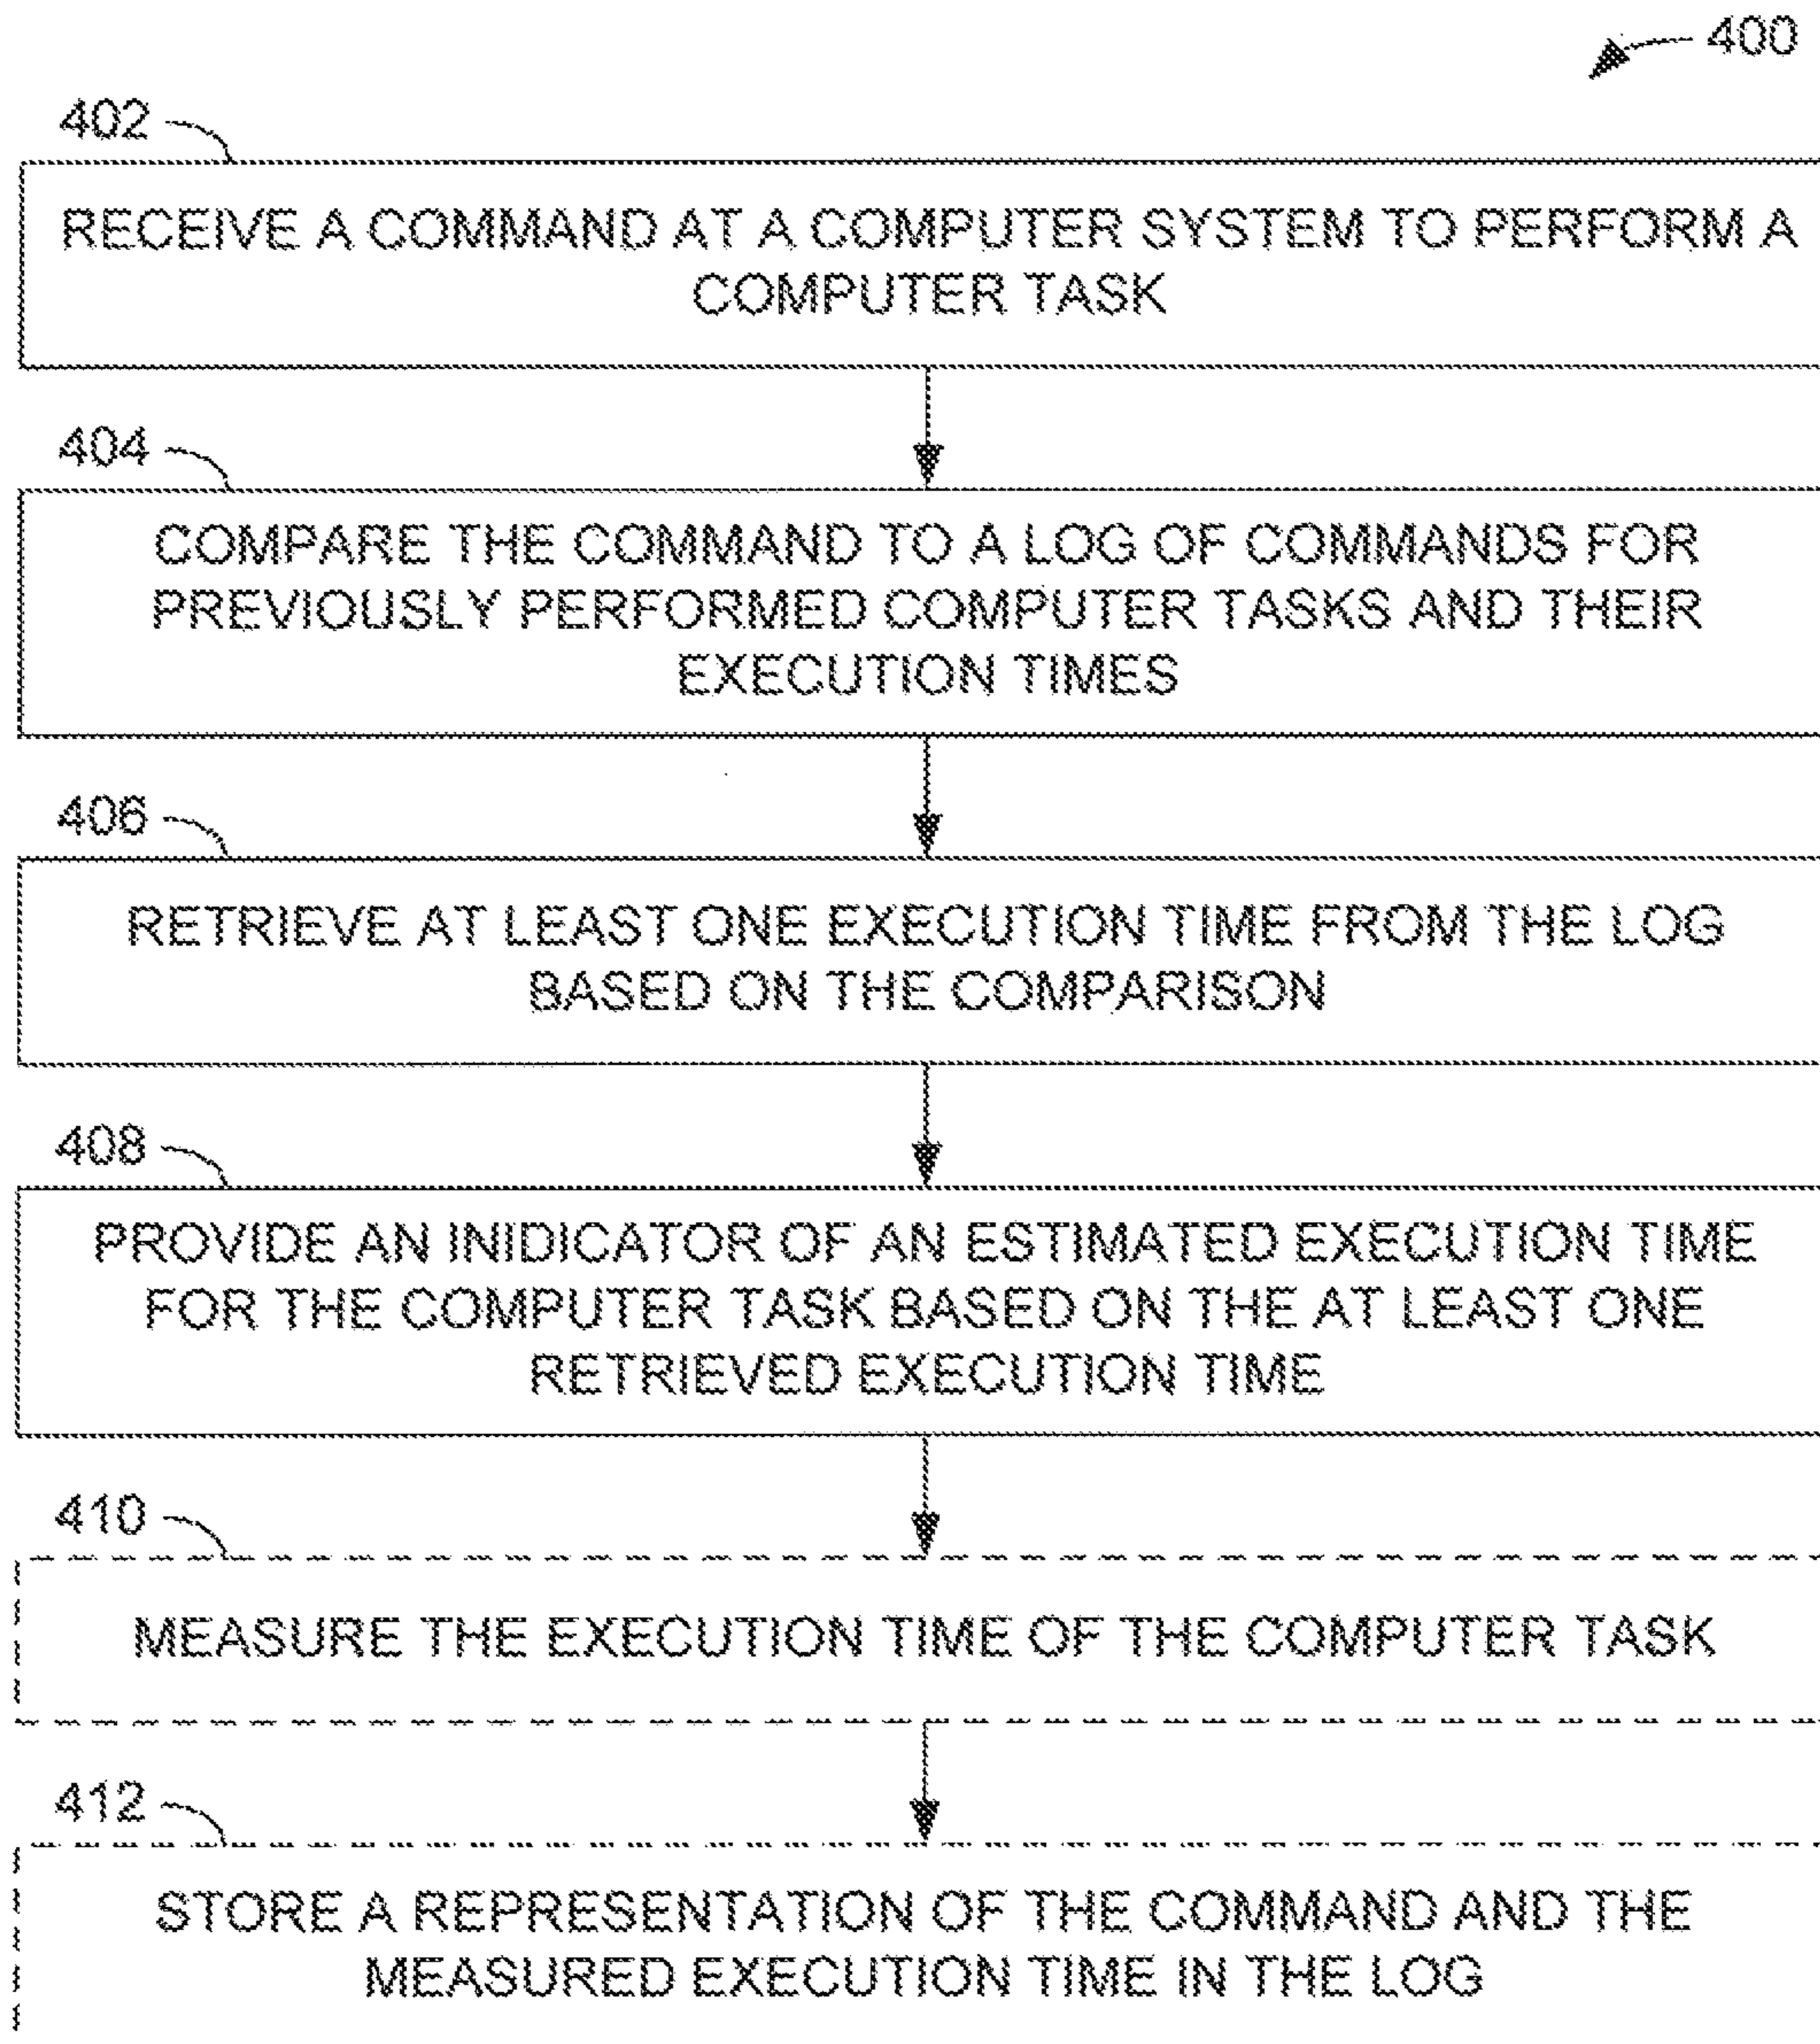 400
402
RECEIVE A COMMAND AT A COMPUTER SYSTEM TO PERFORM A
COMPUTER TASK
404
COMPARE THE COMMAND TO A LOG OF COMMANDS FOR
PREVIOUSLY PERFORMED COMPUTER TASKS AND THEIR
EXECUTION TIMES
406
RETRIEVE AT LEAST ONE EXECUTION TIME FROM THE LOG
BASED ON THE COMPARISON
408
PROVIDE AN INIDICATOR OF AN ESTIMATED EXECUTION TIME
FOR THE COMPUTER TASK BASED ON THE AT LEAST ONE
RETRIEVED EXECUTION TIME
410
MEASURE THE EXECUTION TIME OF THE COMPUTER TASK
412
STORE A REPRESENTATION OF THE COMMAND AND THE
MEASURED EXECUTION TIME IN THE LOG